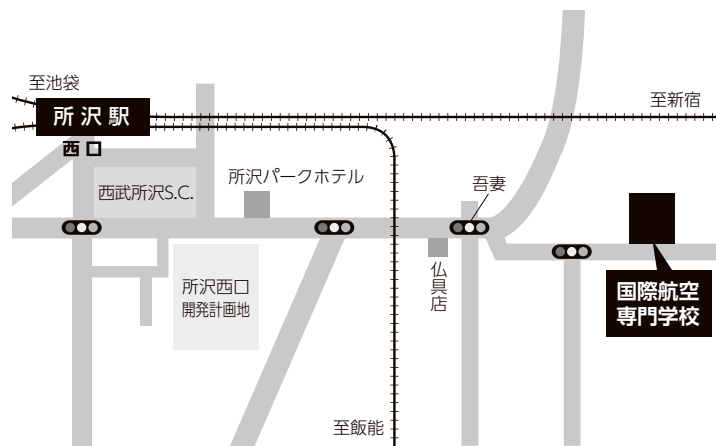 至池袋
所沢駅
西口
至新宿
西武所沢S.C.
所沢パークホテル
吾妻
所沢西口
開発計画地
仏具店
国際航空
専門学校
至飯能